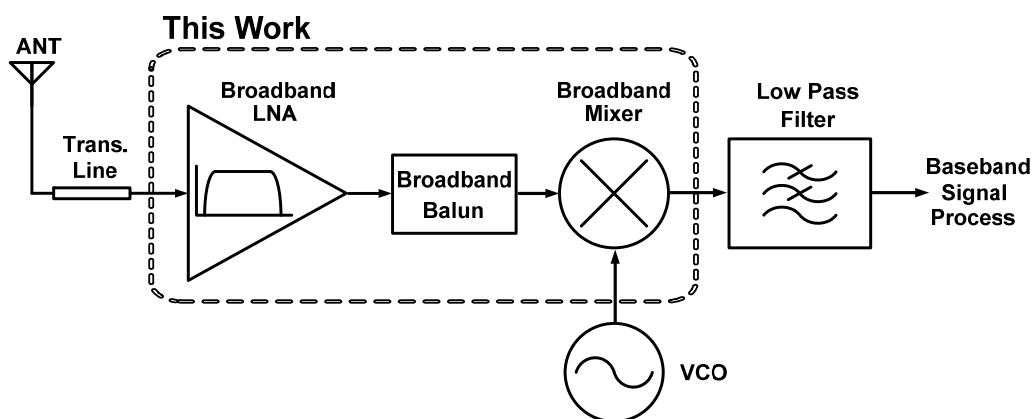 This Work
ANT
Trans.
Line
Broadband
LNA
Broadband
Balun
Broadband
Mixer
Low Pass
Filter
Baseband
Signal
Process
VCO